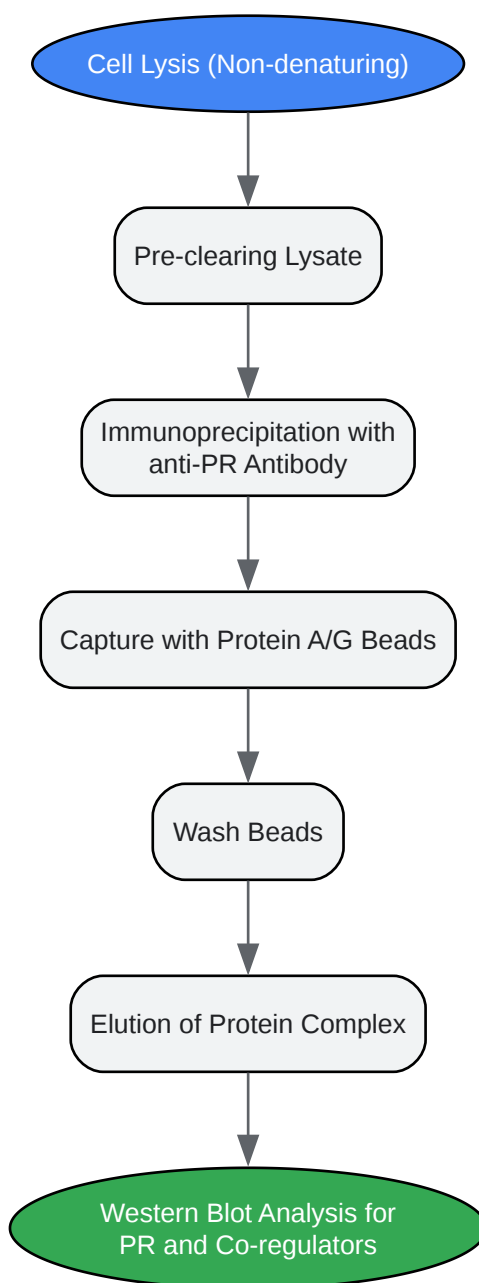 Cell Lysis (Non-denaturing)
Pre-clearing Lysate
Immunoprecipitation with
anti-PR Antibody
Capture with Protein A/G Beads
Wash Beads
Elution of Protein Complex
Western Blot Analysis for
PR and Co-regulators